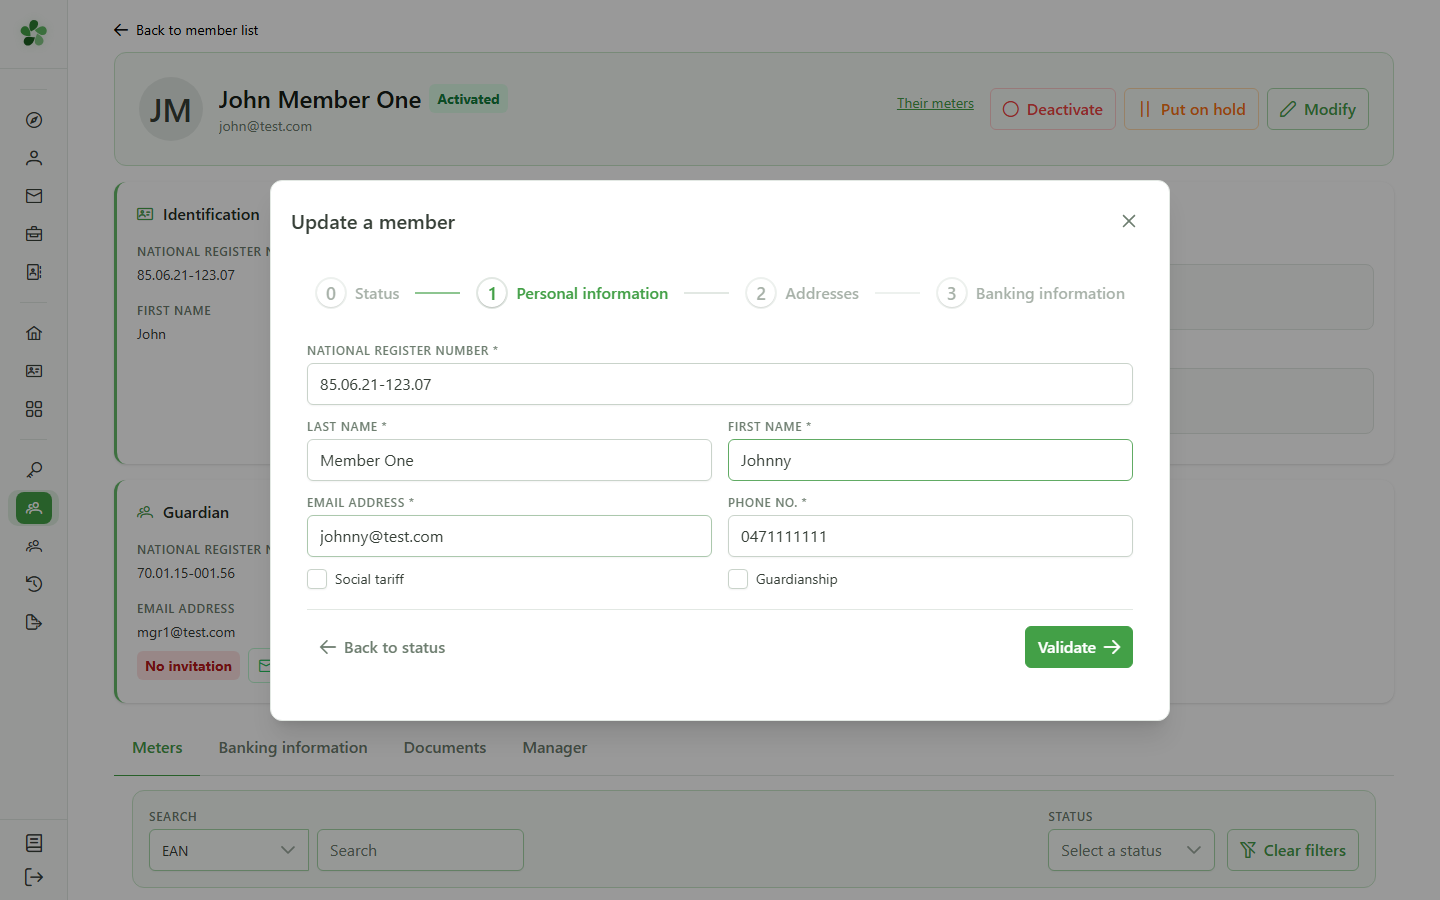 Back to member list
JM
John Member One
Activated
john@test.com
Their meters
Deactivate
Put on hold
Modify
Identification
NATIONAL REGISTER
85.06.21-123.07
FIRST NAME
John
Guardian
NATIONAL REGISTER
70.01.15-001.56
EMAIL ADDRESS
mgr1@test.com
No invitation
Update a member
0 Status
1 Personal information
2 Addresses
3 Banking information
NATIONAL REGISTER NUMBER *
85.06.21-123.07
LAST NAME *
FIRST NAME *
Member One
Johnny
EMAIL ADDRESS *
PHONE NO. *
johnny@test.com
0471111111
Social tariff
Guardianship
Back to status
Validate
Meters
Banking information
Documents
Manager
SEARCH
STATUS
EAN
Search
Select a status
Clear filters